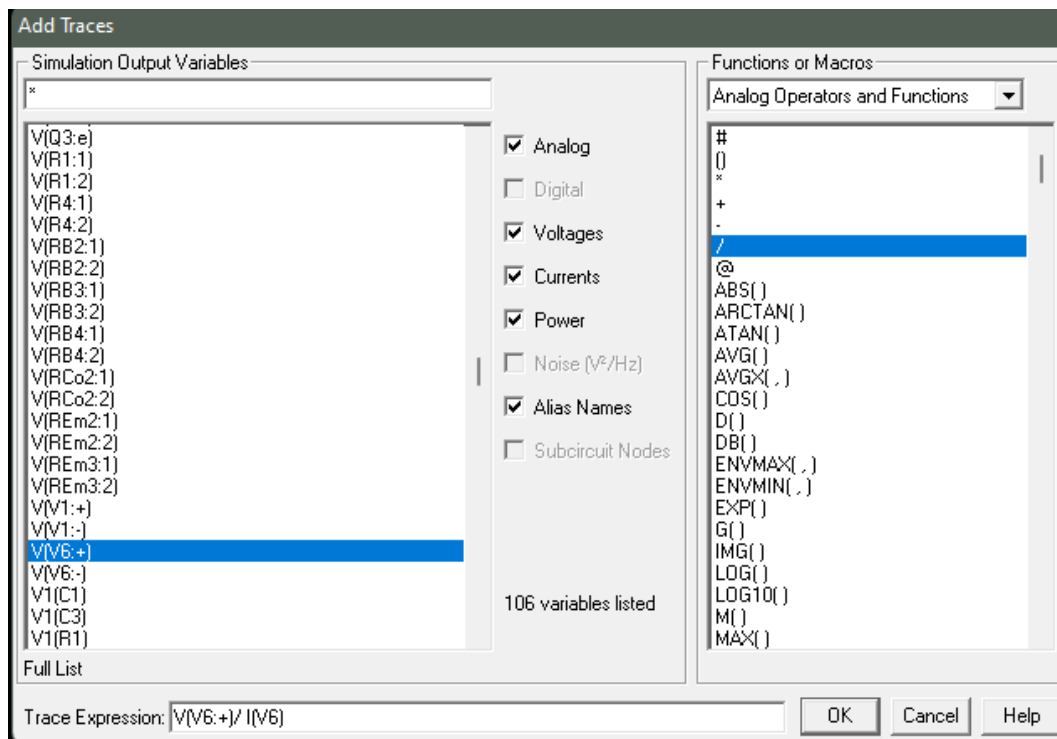 Add Traces
Simulation Output Variables
*
V(Q3:e)
V(R1:1)
V(R1:2)
V(R4:1)
V(R4:2)
V(RB2:1)
V(RB2:2)
V(RB3:1)
V(RB3:2)
V(RB4:1)
V(RB4:2)
V(RCo2:1)
V(RCo2:2)
V(REm2:1)
V(REm2:2)
V(REm3:1)
V(REm3:2)
V(V1:+)
V(V1:-)
V(V6:+)
V(V6:-)
V1(C1)
V1(C3)
V1(R1)
Full List
Analog
Digital
Voltages
Currents
Power
Noise (V²/Hz)
Alias Names
Subcircuit Nodes
106 variables listed
Functions or Macros
Analog Operators and Functions
#
()
*
+
-
/
@
ABS( )
ARCTAN( )
ATAN( )
AVG( )
AVGX( , )
COS( )
D( )
DB( )
ENVMAX( , )
ENVMIN( , )
EXP( )
G( )
IMG( )
LOG( )
LOG10( )
M( )
MAX( )
Trace Expression: V(V6:+)/ I(V6)
OK
Cancel
Help